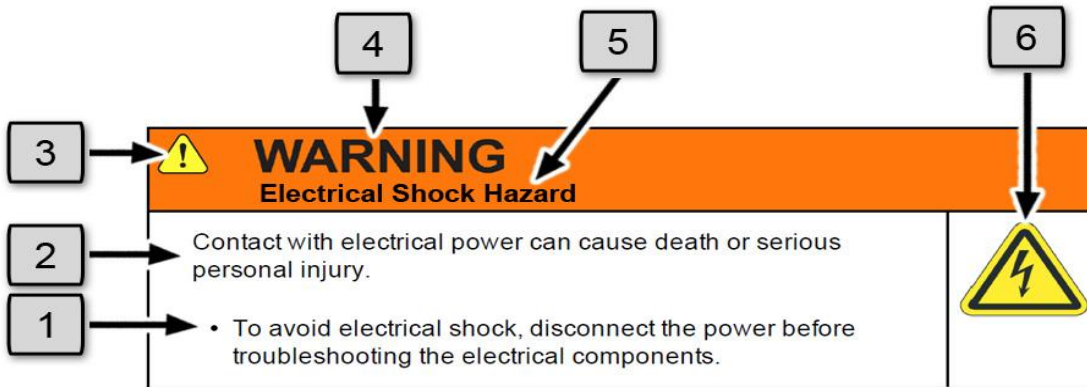 4
5
6
3
!
WARNING
Electrical Shock Hazard
2
Contact with electrical power can cause death or serious
personal injury.
1
• To avoid electrical shock, disconnect the power before
troubleshooting the electrical components.